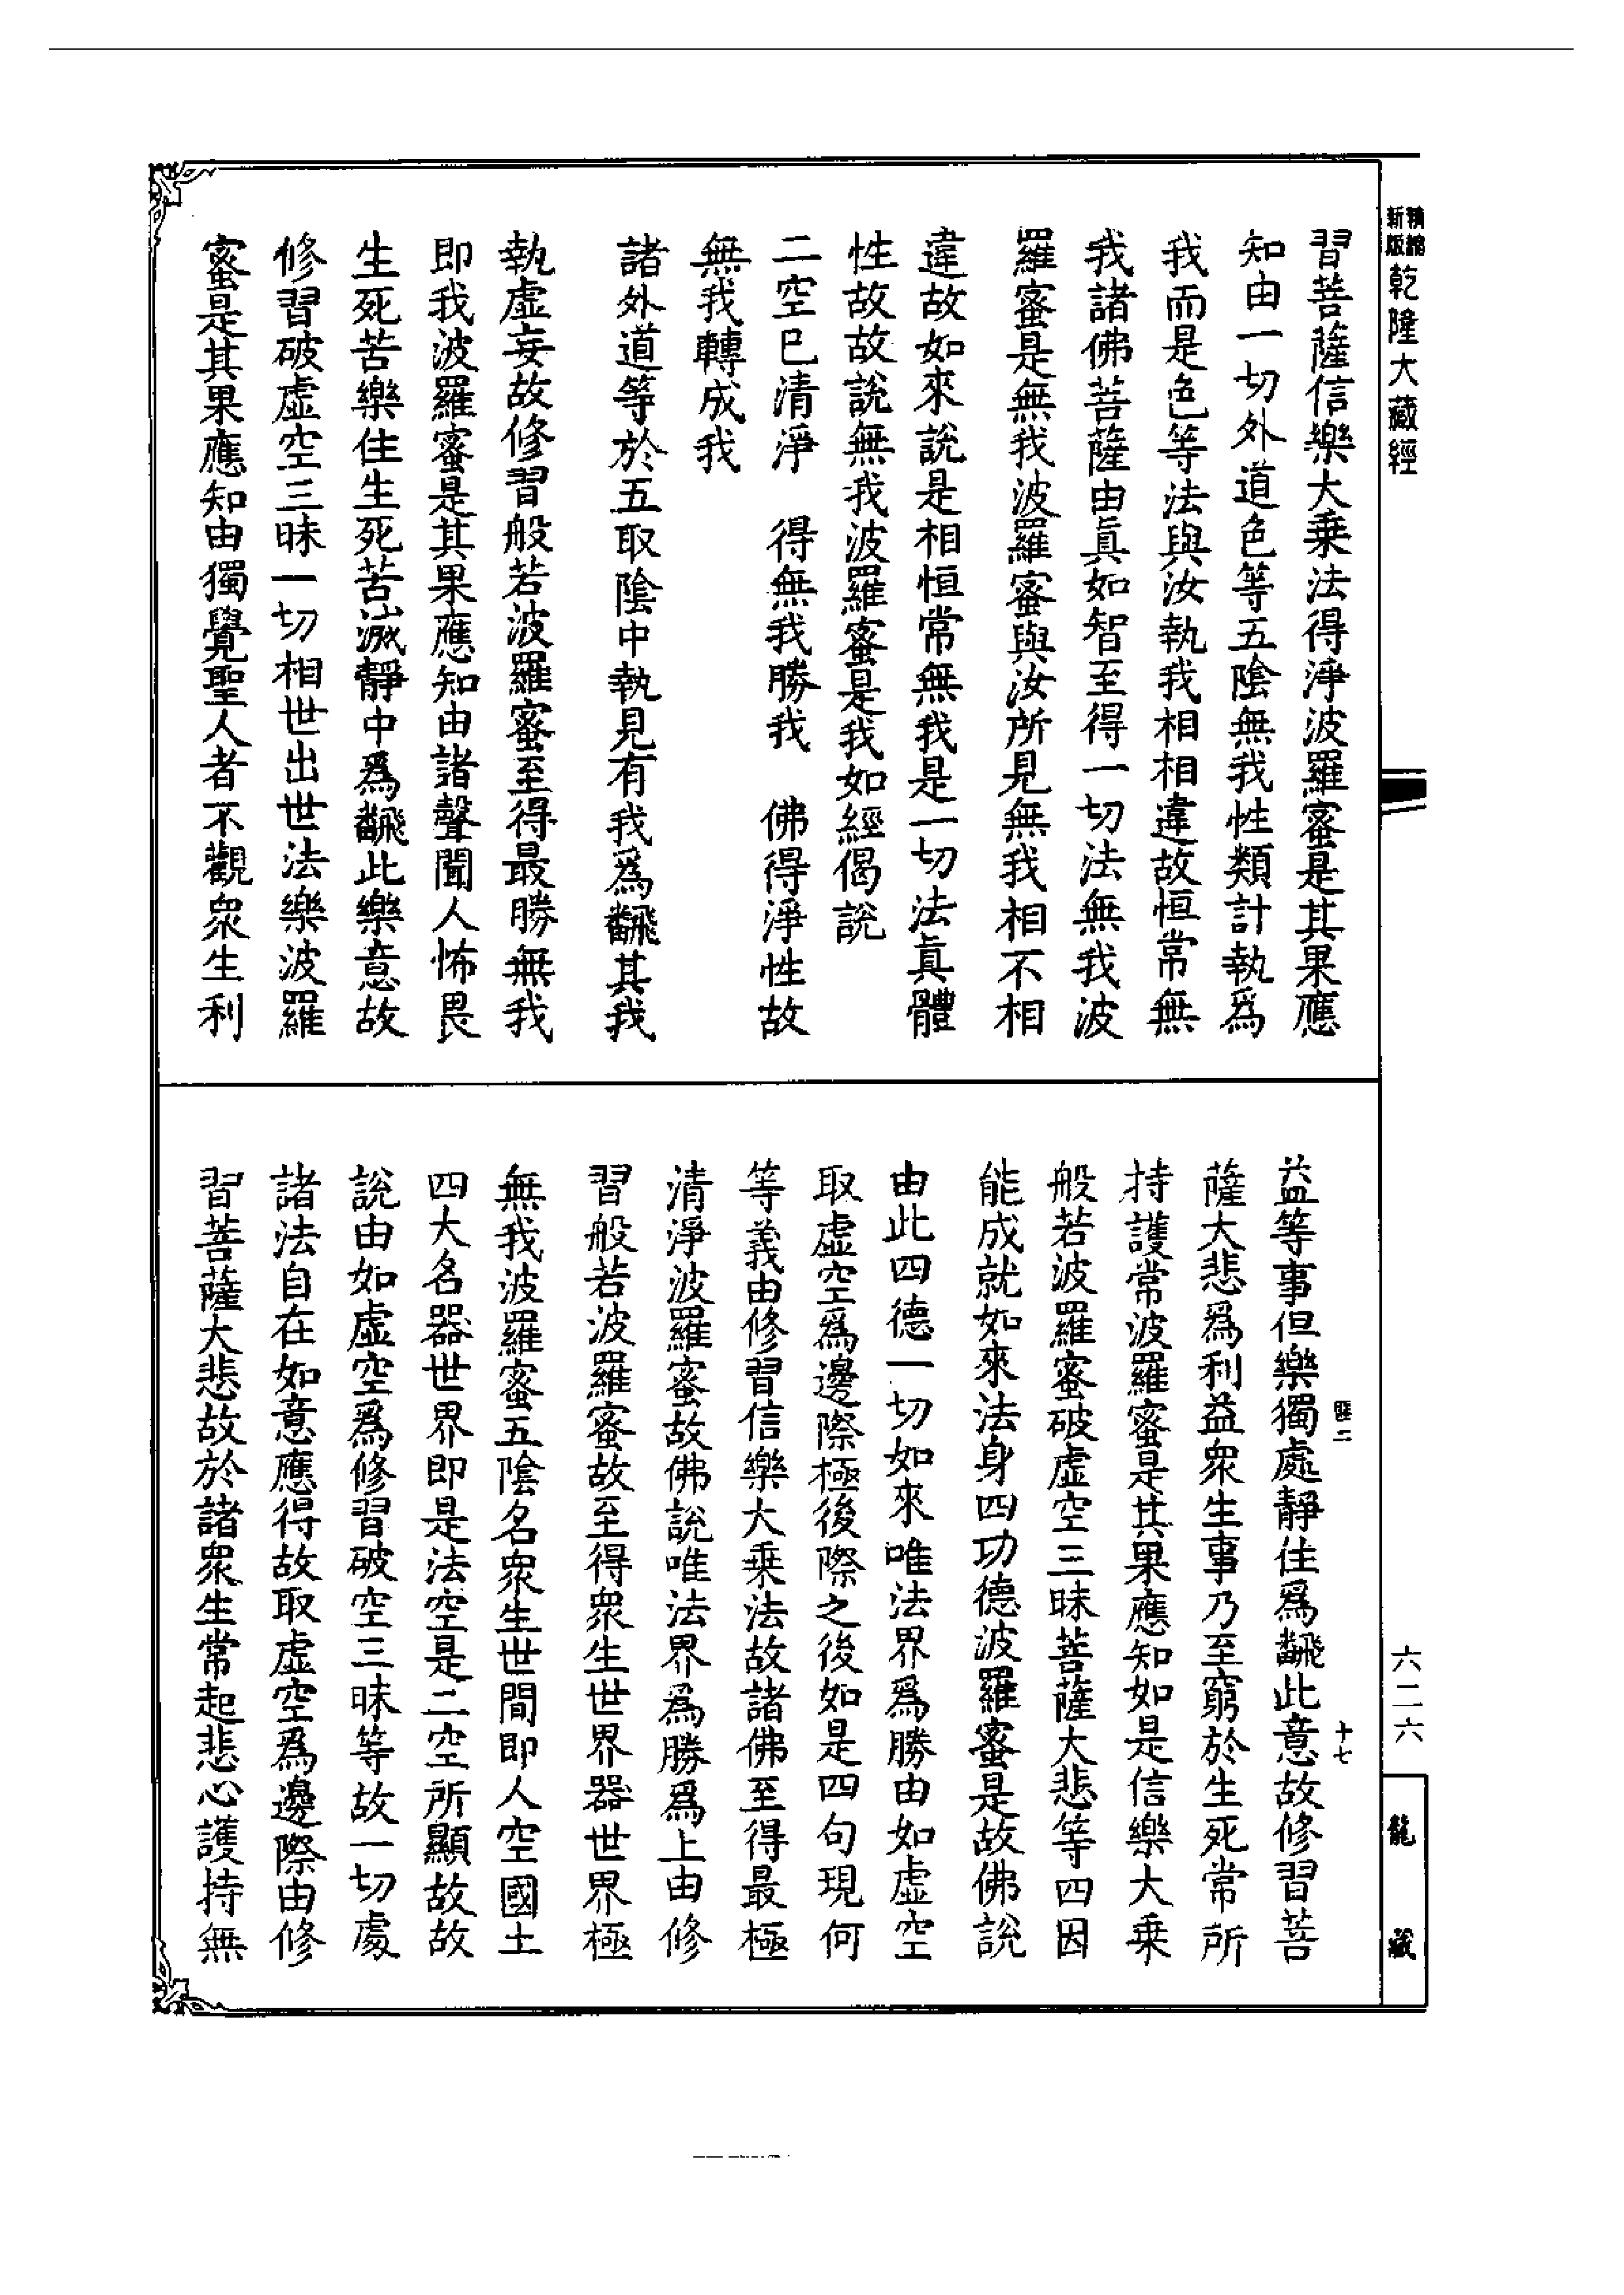 精縮
新版
乾隆大藏經
習菩薩信樂大乗法得淨波羅蜜是其果應
知由一切外道色等五陰無我性類計執爲
我而是色等法與汝執我相相違故恒常無
我諸佛菩薩由眞如智至得一切法無我波
羅蜜是無我波羅蜜與汝所見無我相不相
違故如來說是相恒常無我是一切法眞體
性故故說無我波羅蜜是我如經偈說
二空已清淨　得無我勝我　佛得淨性故
無我轉成我
諸外道等於五取陰中執見有我爲飜其我
執虛妄故修習般若波羅蜜至得最勝無我
即我波羅蜜是其果應知由諸聲聞人怖畏
生死苦樂住生死苦滅靜中爲飜此樂意故
修習破虛空三昧一切相世出世法樂波羅
蜜是其果應知由獨覺聖人者不觀衆生利
益等事但樂獨處靜住爲飜此意故修習菩
薩大悲爲利益衆生事乃至窮於生死常所
持護常波羅蜜是其果應知如是信樂大乗
般若波羅蜜破虛空三昧菩薩大悲等四因
能成就如來法身四功德波羅蜜是故佛說
由此四德一切如來唯法界爲勝由如虛空
取虛空爲邊際極後際之後如是四句現何
等義由修習信樂大乗法故諸佛至得最極
清淨波羅蜜故佛說唯法界爲勝爲上由修
習般若波羅蜜故至得眾生世界器世界極
無我波羅蜜五陰名衆生世間即人空國土
四大名器世界即是法空是二空所顯故故
說由如虛空爲修習破空三昧等故一切處
諸法自在如意應得故取虛空爲邊際由修
習菩薩大悲故於諸衆生常起悲心護持無
十七
六二六
龍藏